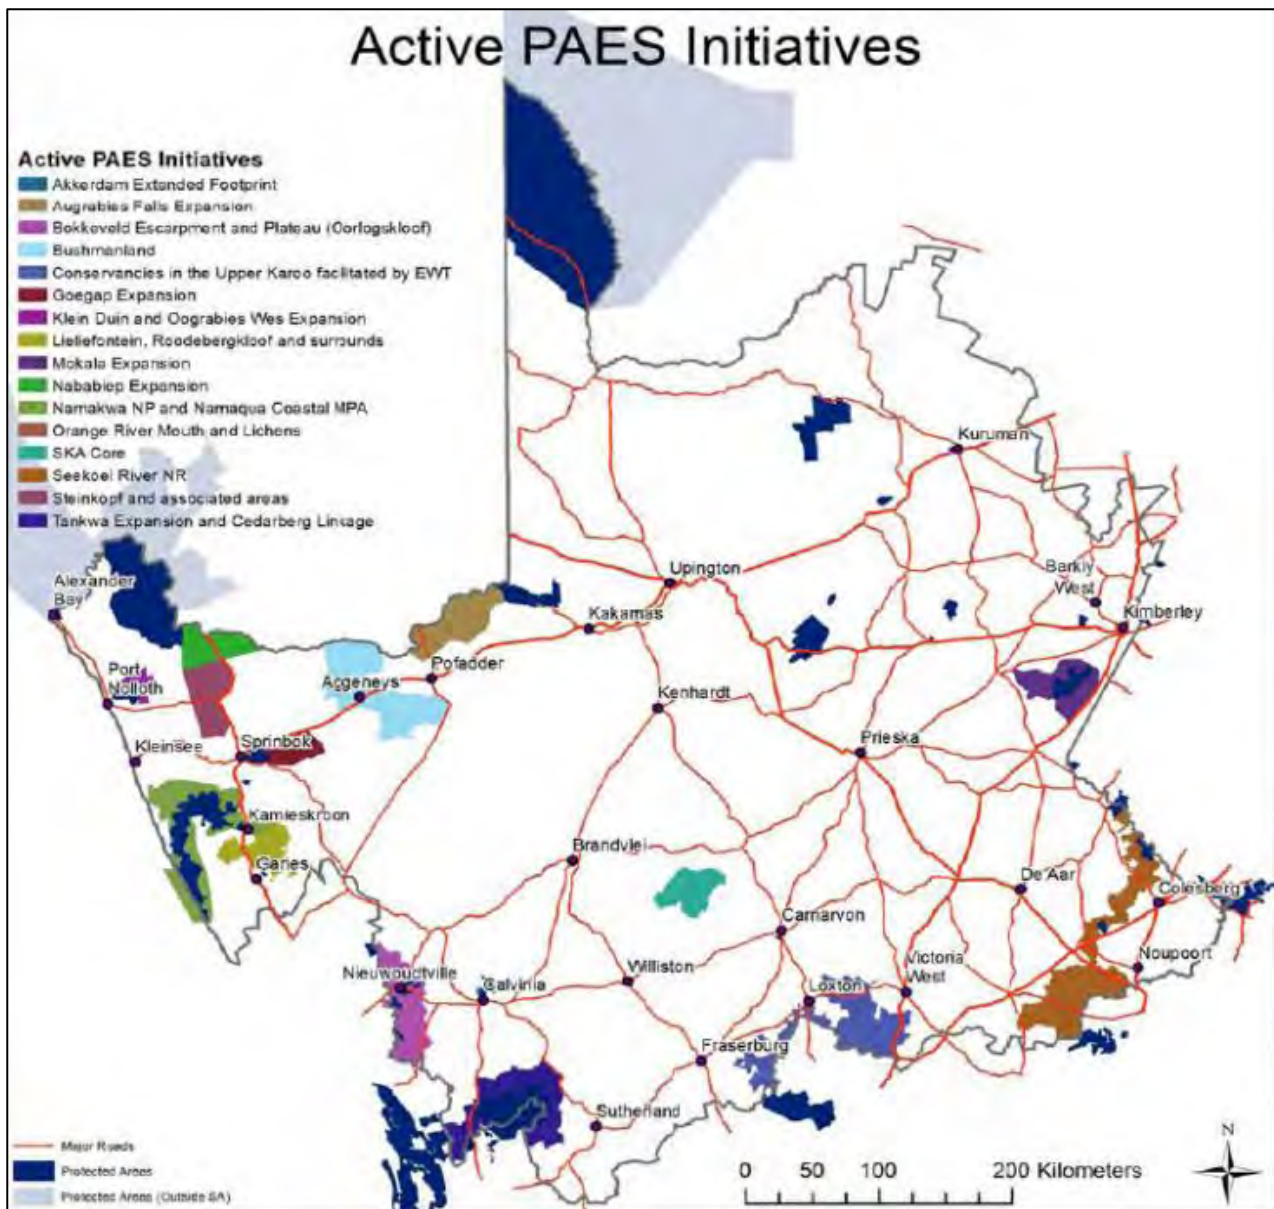 Active PAES Initiatives
Active PAES Initiatives
Akkerdam Extended Footprint
Augrabies Falls Expansion
Bokkeveld Escarpment and Plateau (Oorlogskloof)
Bushmanland
Conservancies in the Upper Karoo facilitated by EWT
Goegap Expansion
Klein Duin and Oograbies Wes Expansion
Lieliefontein, Roodebergkloof and surrounds
Mokala Expansion
Nababiep Expansion
Namakwa NP and Namaqua Coastal MPA
Orange River Mouth and Lichens
SKA Core
Seekoei River NR
Steinkopf and associated areas
Tankwa Expansion and Cedarberg Linkage
Kuruman
Upington
Barkly
West
Alexander
Bay
Kakamas
Kimberley
Port
Nolloth
Pofadder
Aggeneys
Kenhardt
Kleinsee
Sprinbok
Prieska
Kamieskroon
Brandvlei
Garies
De Aar
Colesberg
Carnarvon
Nieuwoudtville
Williston
Victoria
West
Noupoort
Calvinia
Loxton
Fraserburg
Sutherland
Major Roads
Protected Areas
Protected Areas (Outside SA)
0 50 100 200 Kilometers
N